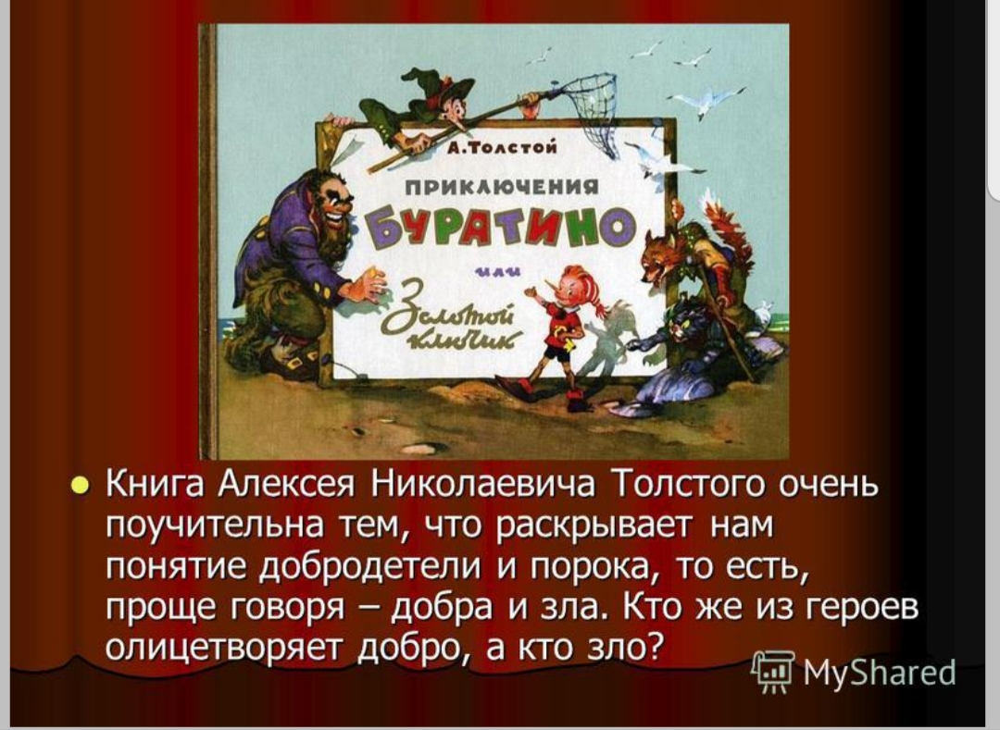 А.Толстой
ПРИКЛЮЧЕНИЯ
БУРАТИНО
или
Золотой
ключик
Книга Алексея Николаевича Толстого очень
поучительна тем, что раскрывает нам
понятие добродетели и порока, то есть,
проще говоря – добра и зла. Кто же из героев
олицетворяет добро, а кто зло?
MyShared